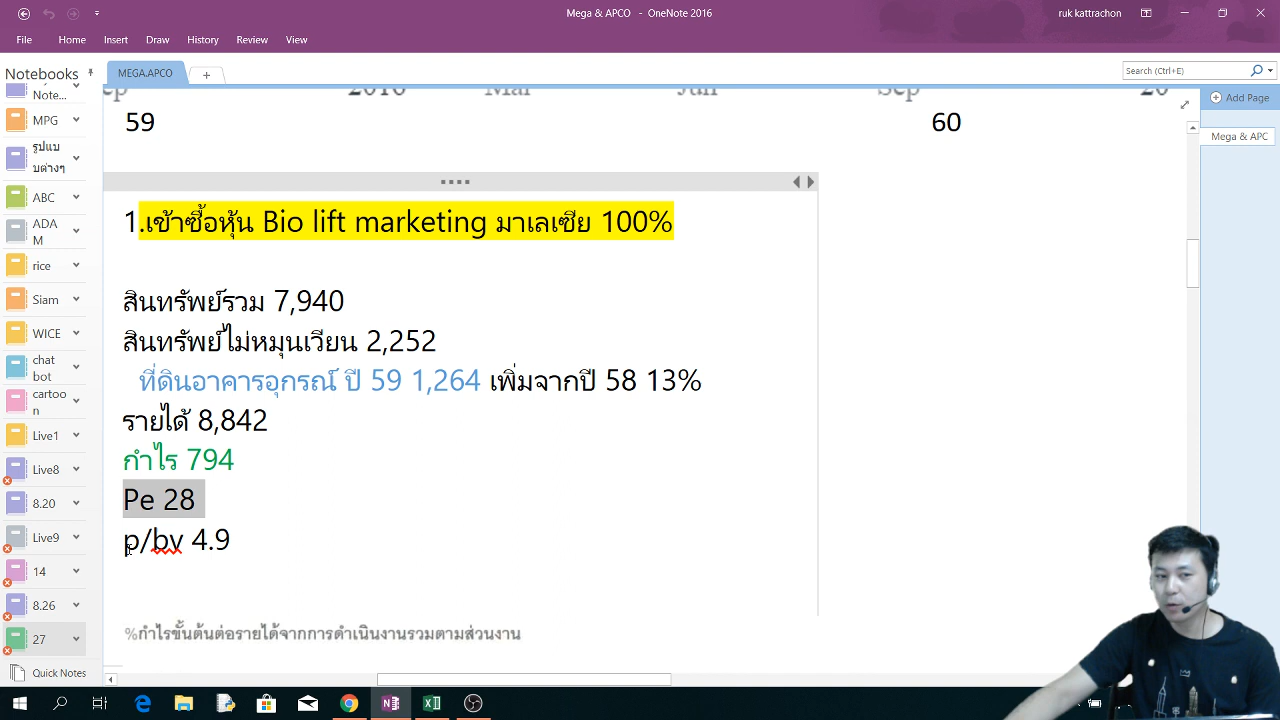 Mega & APCO - OneNote 2016
ruk kattrachon
File Home Insert Draw History Review View
Notebooks
MEGA.APCO
+
Search (Ctrl+E)
Note...
MPG
รูปแบบต่างๆ
ABC
ADAM
rice
Siam
WICE
chat bot
cartoon
Live1
Live8
8.20
Live9
14
8.26
27
Quick Notes
2016 Mar Jun Sep
59 60
1.เข้าซื้อหุ้น Bio lift marketing มาเลเซีย 100%
สินทรัพย์รวม 7,940
สินทรัพย์ไม่หมุนเวียน 2,252
ที่ดินอาคารอุกรณ์ ปี 59 1,264 เพิ่มจากปี 58 13%
รายได้ 8,842
กำไร 794
Pe 28
p/bv 4.9
%กำไรขั้นต้นต่อรายได้จากการดำเนินงานรวมตามส่วนงาน
Add Page
Mega & APC